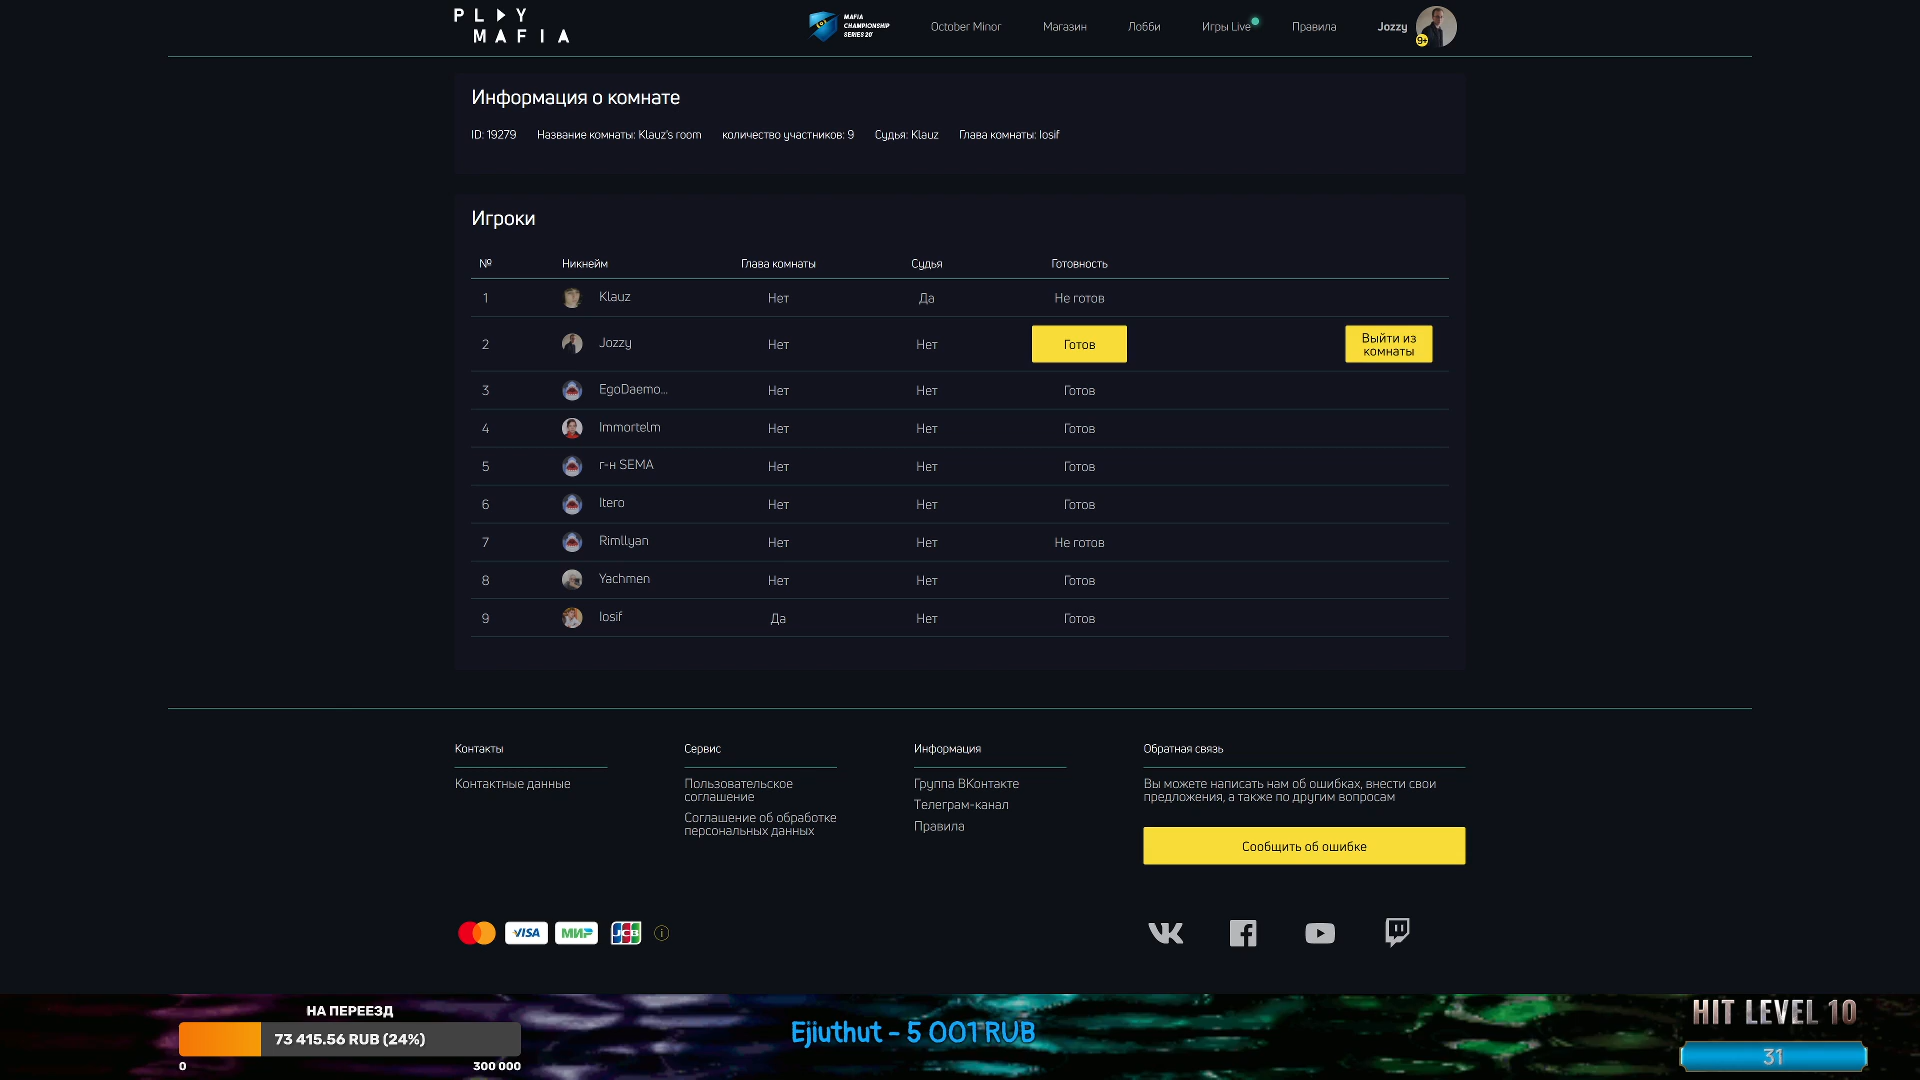 PLAY
MAFIA
MAFIA
CHAMPIONSHIP
SERIES 20'
October Minor
Магазин
Лобби
Игры Live
Правила
Jozzy
9+
Информация о комнате
ID: 19279 Название комнаты: Klauz's room количество участников: 9 Судья: Klauz Глава комнаты: Iosif
Игроки
№ Никнейм Глава комнаты Судья Готовность
1 Klauz Нет Да Не готов
2 Jozzy Нет Нет Готов Выйти из
комнаты
3 EgoDaemo... Нет Нет Готов
4 Immortelm Нет Нет Готов
5 г-н SEMA Нет Нет Готов
6 Itero Нет Нет Готов
7 Rimllyan Нет Нет Не готов
8 Yachmen Нет Нет Готов
9 Iosif Да Нет Готов
Контакты
Контактные данные
Сервис
Пользовательское
соглашение
Соглашение об обработке
персональных данных
Информация
Группа ВКонтакте
Телеграм-канал
Правила
Обратная связь
Вы можете написать нам об ошибках, внести свои
предложения, а также по другим вопросам
Сообщить об ошибке
VISA
МИР
JCB
i
НА ПЕРЕЕЗД
73 415.56 RUB (24%)
0 300 000
Ejiuthut - 5 001 RUB
HIT LEVEL 10
31